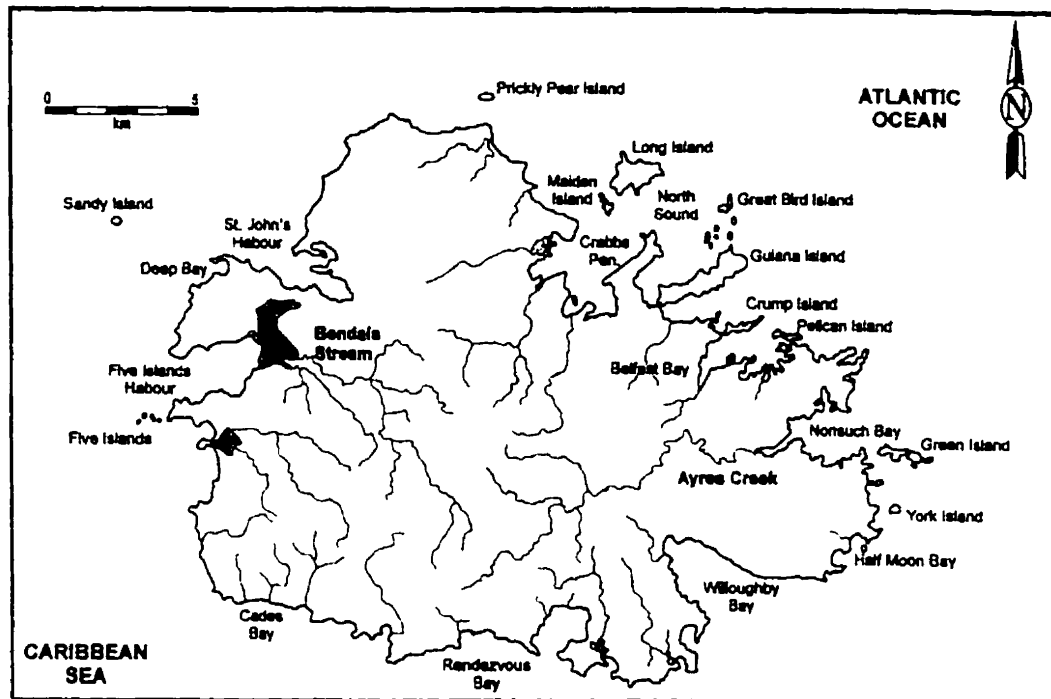 0 5
km
Prickly Pear Island
ATLANTIC
OCEAN
N
Long Island
Maiden
Island
North
Sound
Great Bird Island
Sandy Island
St. John's
Habour
Deep Bay
Crabbs
Pen.
Guiana Island
Crump Island
Pelican Island
Bendals
Stream
Belfast Bay
Five Islands
Habour
Five Islands
Nonsuch Bay
Green Island
Ayres Creek
York Island
Half Moon Bay
Willoughby
Bay
Cades
Bay
Rendezvous
Bay
CARIBBEAN
SEA